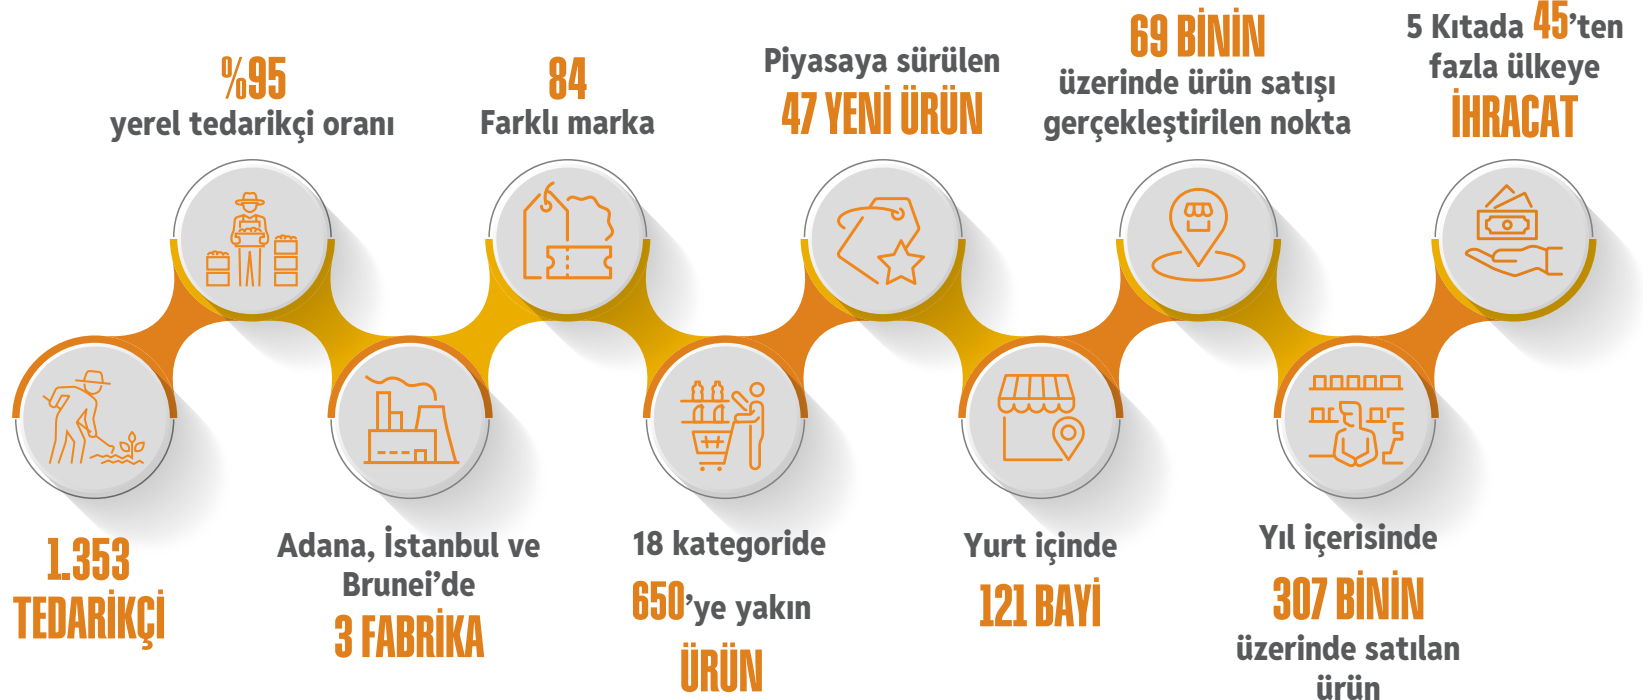 1.353
TEDARİKÇİ
%95
yerel tedarikçi oranı
Adana, İstanbul ve
Brunei’de
3 FABRİKA
84
Farklı marka
18 kategoride
650’ye yakın
ÜRÜN
Piyasaya sürülen
47 YENİ ÜRÜN
Yurt içinde
121 BAYİ
69 BİNİN
üzerinde ürün satışı
gerçekleştirilen nokta
Yıl içerisinde
307 BİNİN
üzerinde satılan
ürün
5 Kıtada 45’ten
fazla ülkeye
İHRACAT